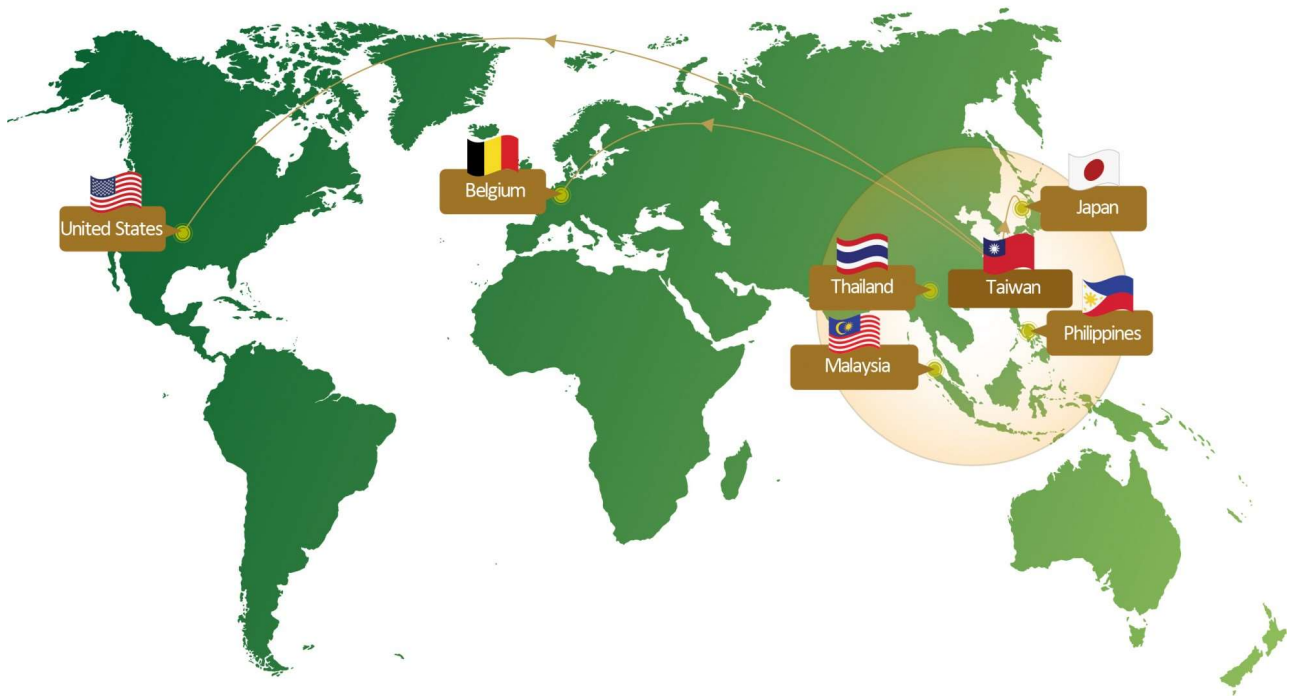 United States
Belgium
Japan
Thailand
Taiwan
Philippines
Malaysia